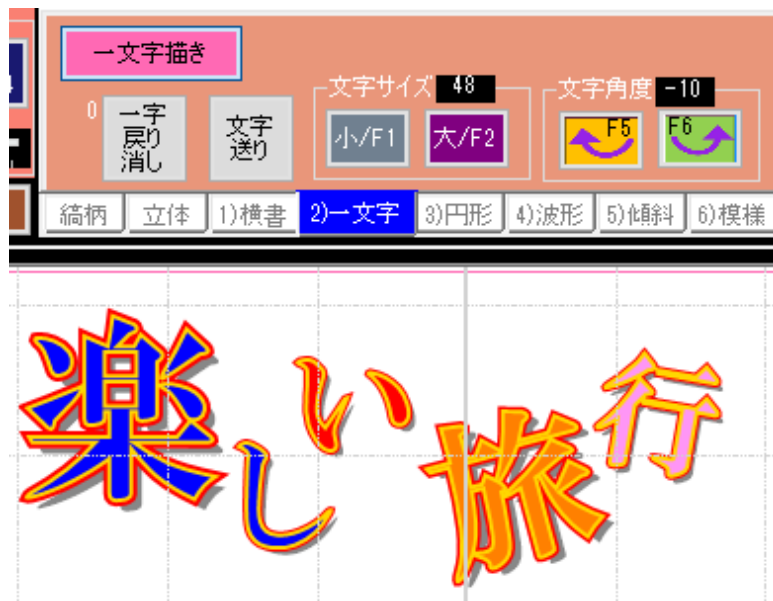 一文字描き
0
一字
戻り
消し
文字
送り
文字サイズ 48
小/F1
大/F2
文字角度 -10
F5
F6
縞柄
立体
1)横書
2)一文字
3)円形
4)波形
5)傾斜
6)模様
楽しい旅行